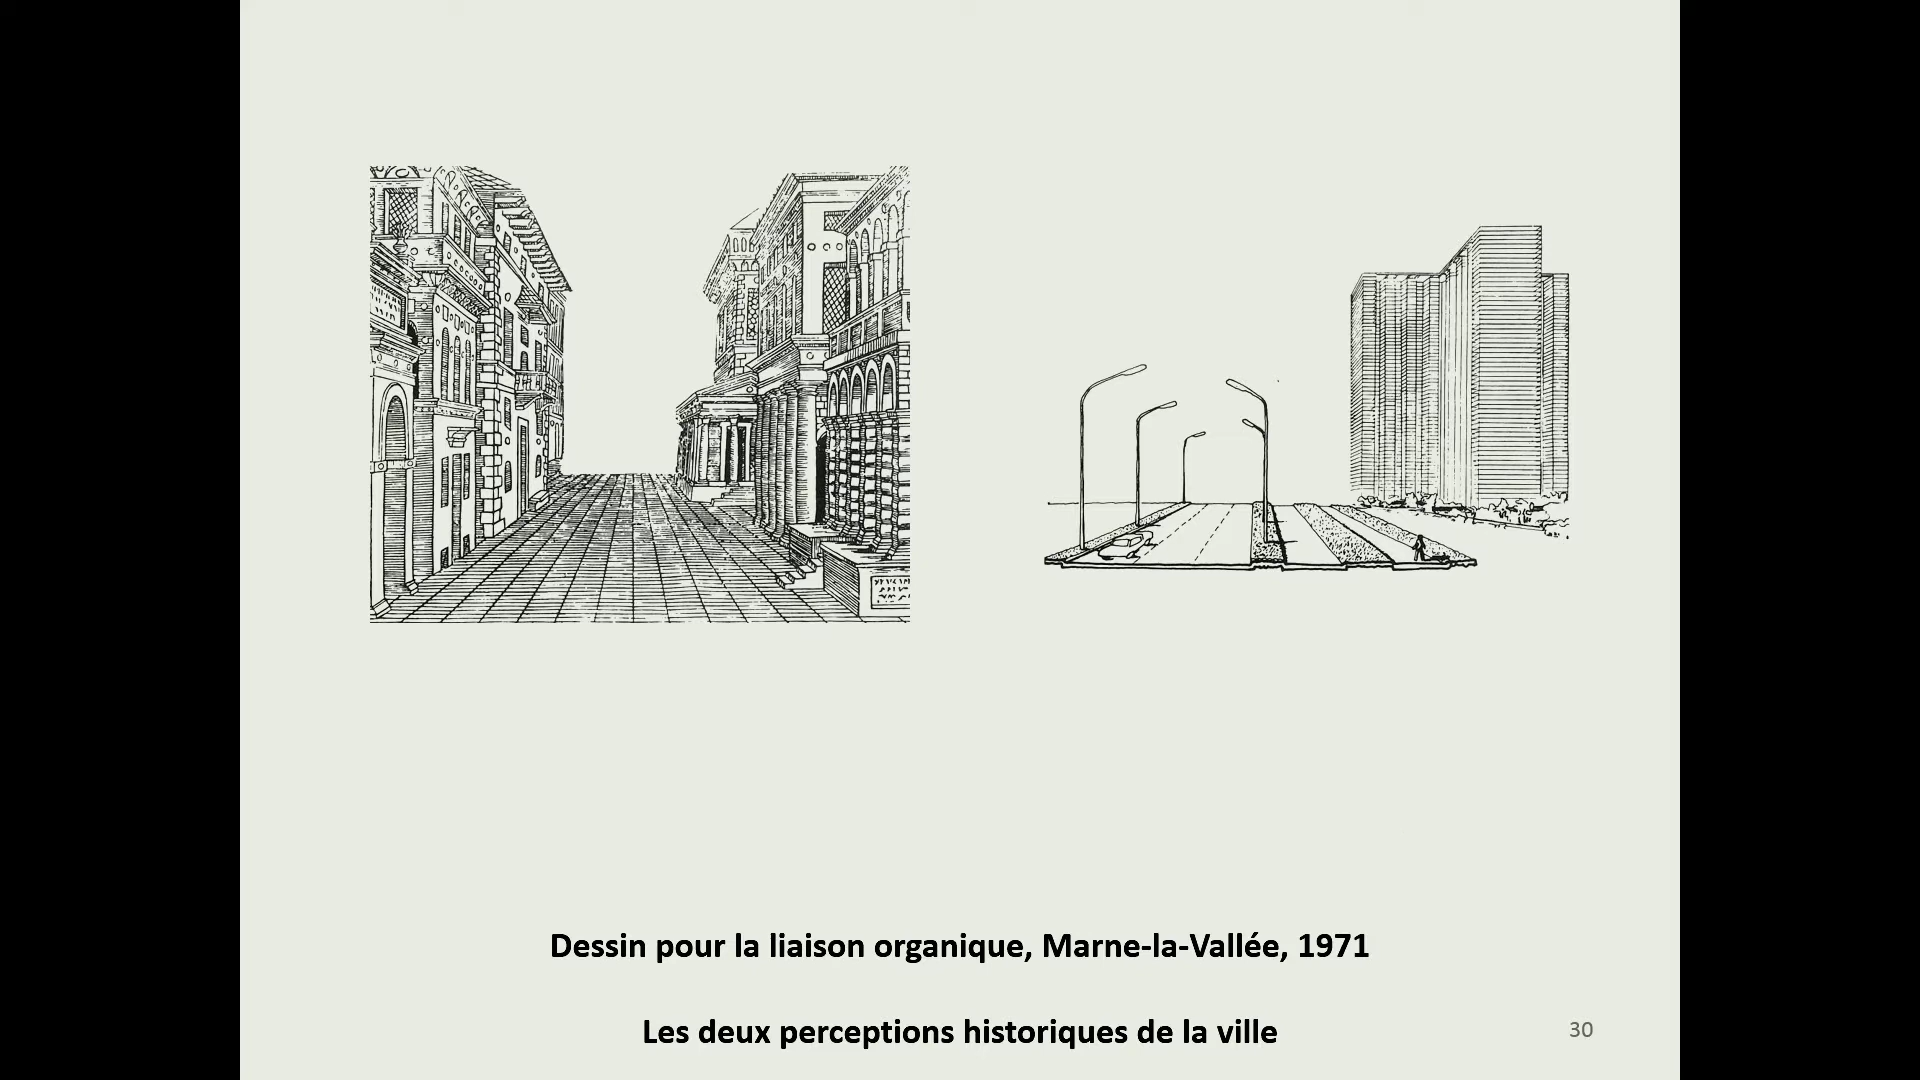 Dessin pour la liaison organique, Marne-la-Vallée, 1971
Les deux perceptions historiques de la ville
30